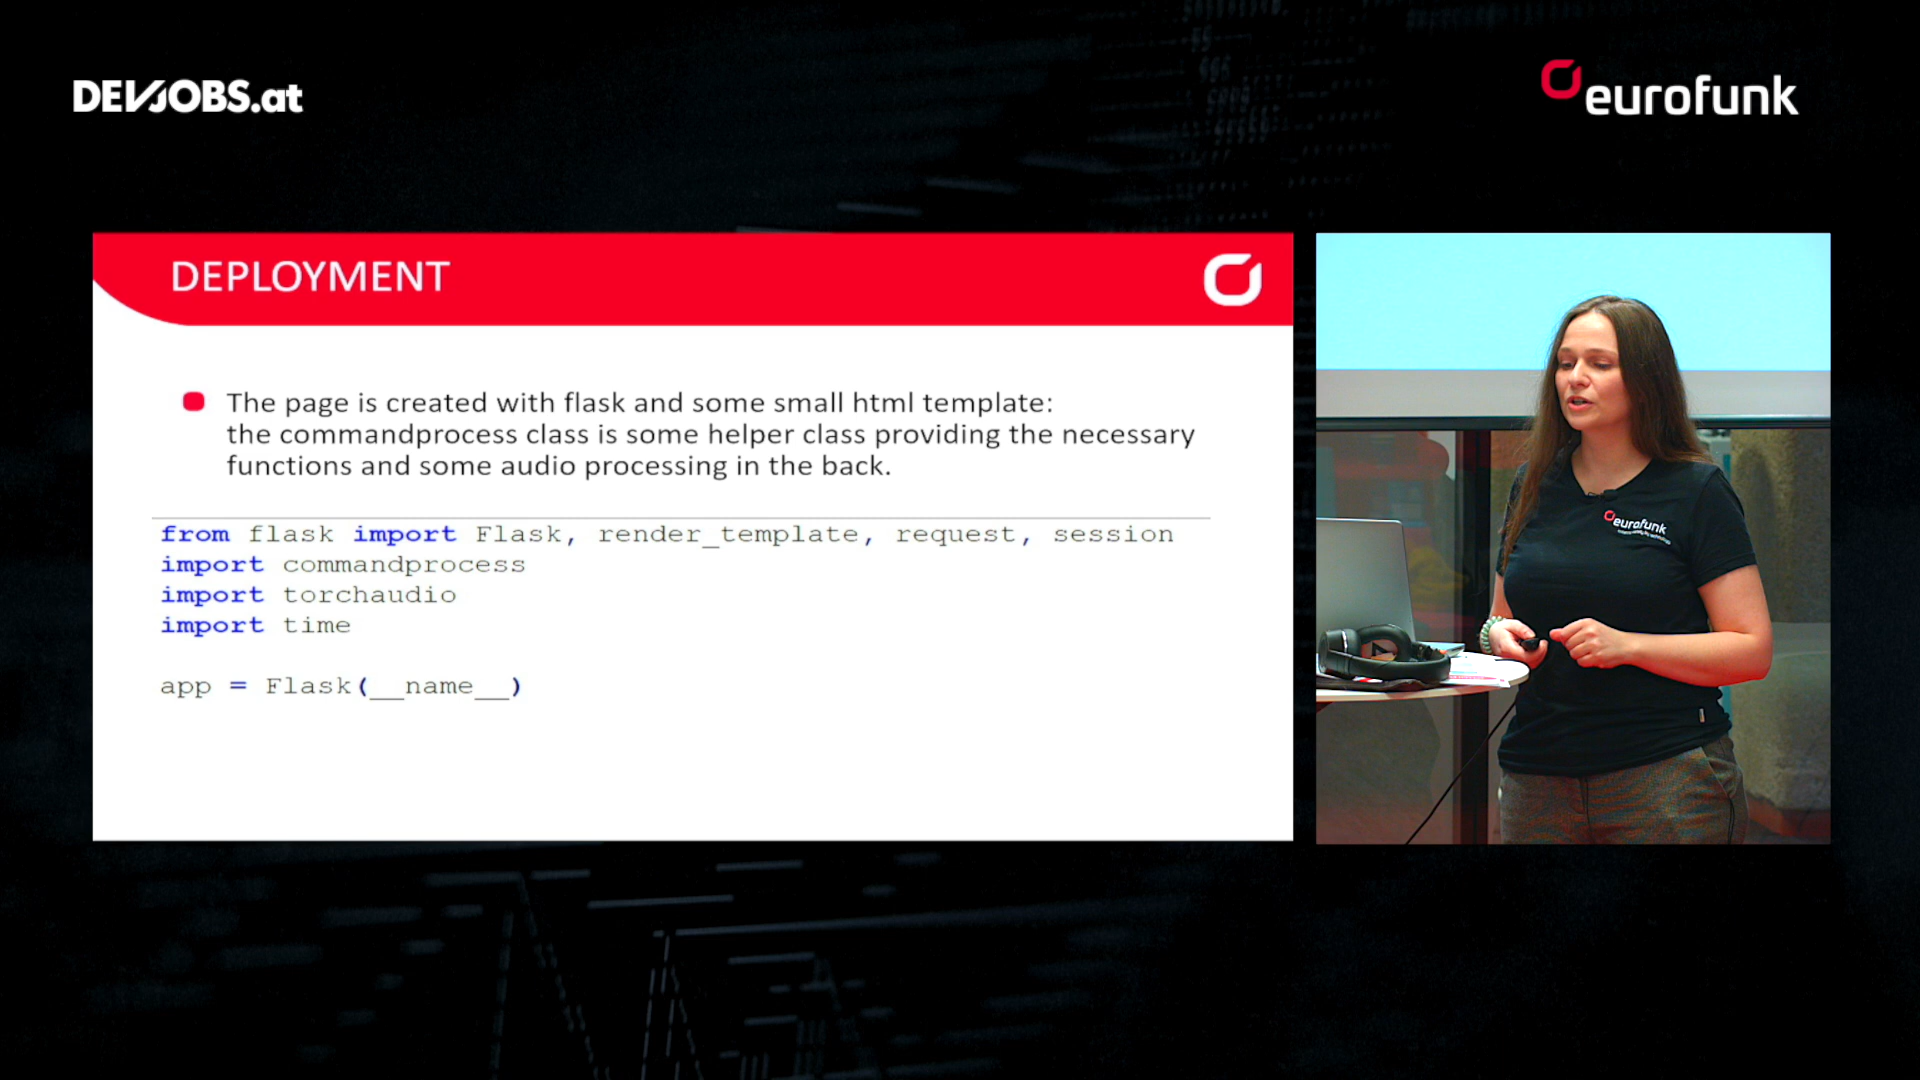 DEVJOBS.at
eurofunk
DEPLOYMENT
The page is created with flask and some small html template:
the commandprocess class is some helper class providing the necessary
functions and some audio processing in the back.
from flask import Flask, render_template, request, session
import commandprocess
import torchaudio
import time
app = Flask(__name__)
eurofunk